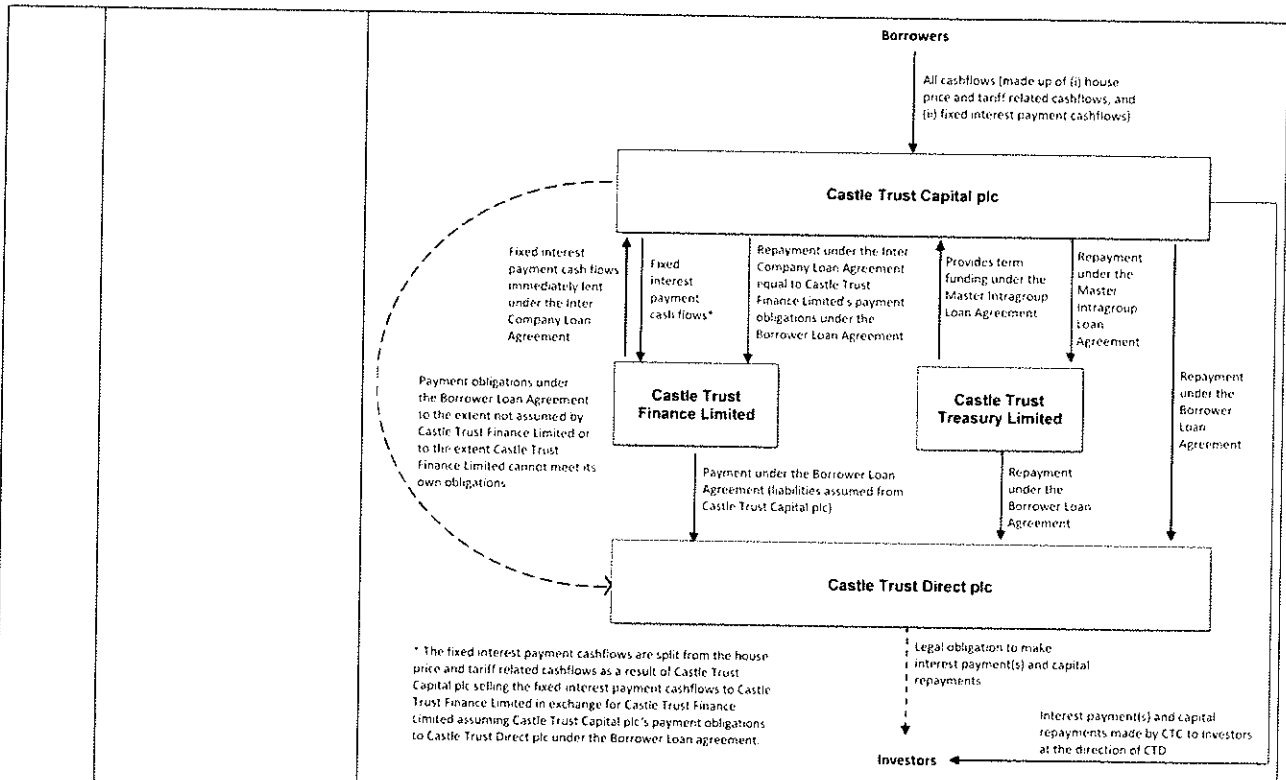 Borrowers
All cashflows (made up of (i) house
price and tariff related cashflows, and
(ii) fixed interest payment cashflows)
Castle Trust Capital plc
Fixed interest
payment cash flows
immediately lent
under the Inter
Company Loan
Agreement
Fixed
interest
payment
cash flows*
Repayment under the Inter
Company Loan Agreement
equal to Castle Trust
Finance Limited's payment
obligations under the
Borrower Loan Agreement
Provides term
funding under the
Master Intragroup
Loan Agreement
Repayment
under the
Master
Intragroup
Loan
Agreement
Payment obligations under
the Borrower Loan Agreement
to the extent not assumed by
Castle Trust Finance Limited or
to the extent Castle Trust
Finance Limited cannot meet its
own obligations
Castle Trust
Finance Limited
Castle Trust
Treasury Limited
Repayment
under the
Borrower
Loan
Agreement
Payment under the Borrower Loan
Agreement (liabilities assumed from
Castle Trust Capital plc)
Repayment
under the
Borrower Loan
Agreement
Castle Trust Direct plc
* The fixed interest payment cashflows are split from the house
price and tariff related cashflows as a result of Castle Trust
Capital plc selling the fixed interest payment cashflows to Castle
Trust Finance Limited in exchange for Castle Trust Finance
Limited assuming Castle Trust Capital plc's payment obligations
to Castle Trust Direct plc under the Borrower Loan agreement.
Legal obligation to make
interest payment(s) and capital
repayments
Interest payment(s) and capital
repayments made by CTC to investors
at the direction of CTD
Investors